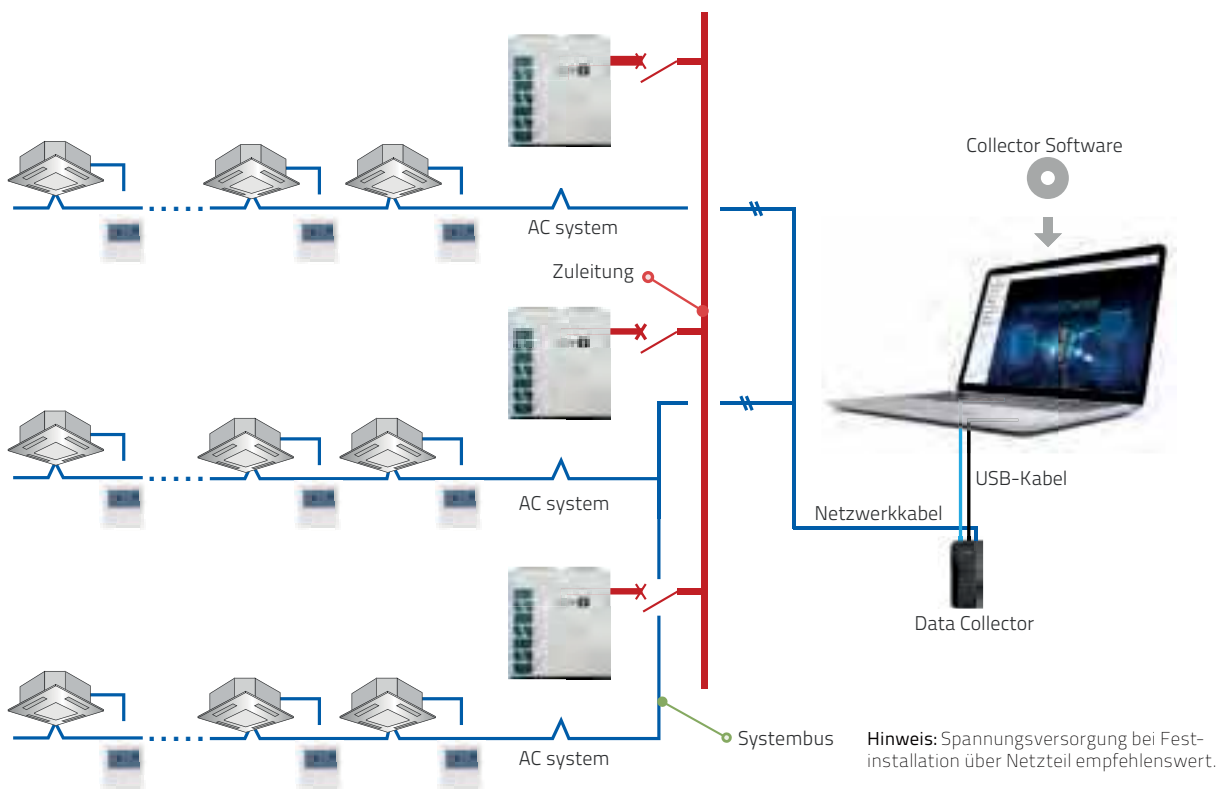 Collector Software
AC system
Zuleitung
AC system
USB-Kabel
Netzwerkkabel
Data Collector
AC system
Systembus
Hinweis: Spannungsversorgung bei Fest-
installation über Netzteil empfehlenswert.